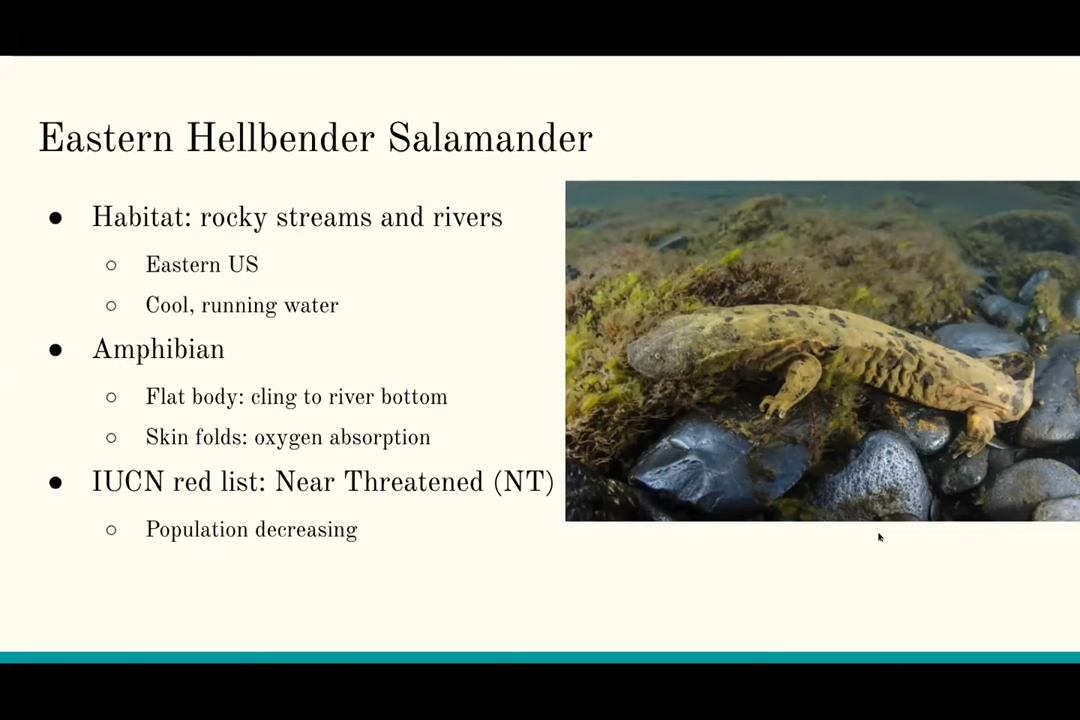 Eastern Hellbender Salamander
● Habitat: rocky streams and rivers
○ Eastern US
○ Cool, running water
● Amphibian
○ Flat body: cling to river bottom
○ Skin folds: oxygen absorption
● IUCN red list: Near Threatened (NT)
○ Population decreasing